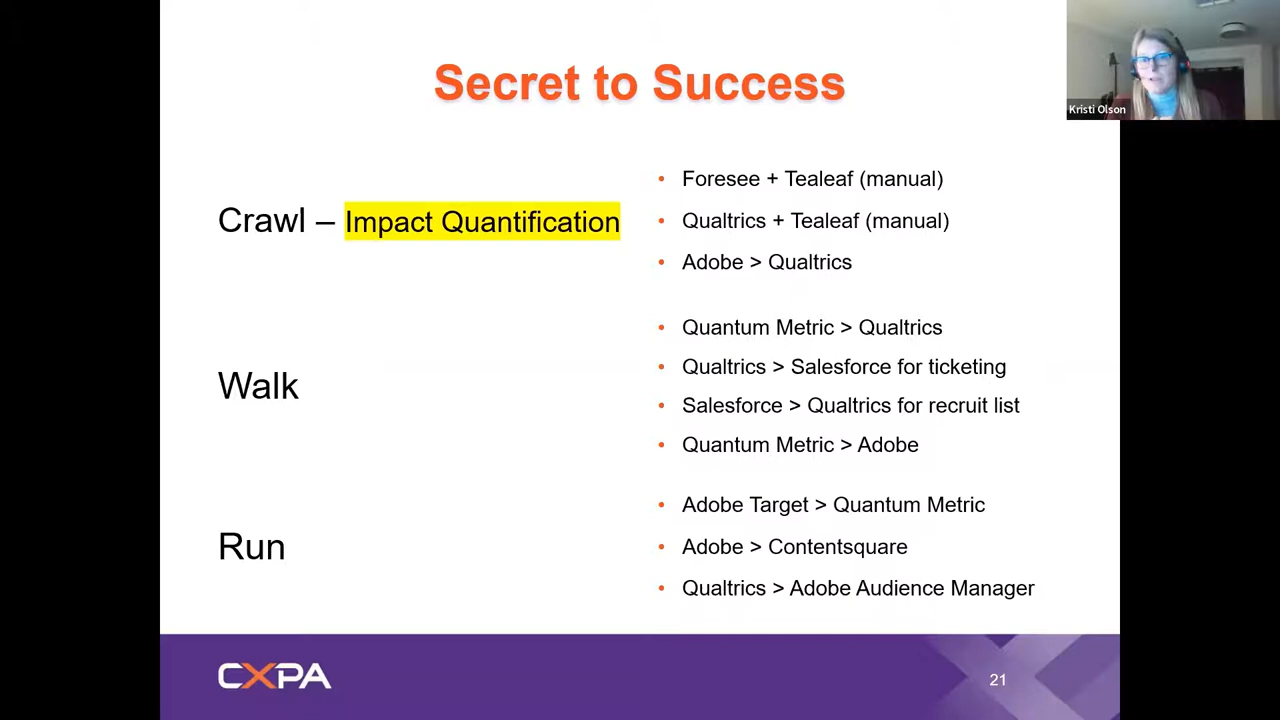 Secret to Success
Kristi Olson
Crawl – Impact Quantification
• Foresee + Tealeaf (manual)
• Qualtrics + Tealeaf (manual)
• Adobe > Qualtrics
Walk
• Quantum Metric > Qualtrics
• Qualtrics > Salesforce for ticketing
• Salesforce > Qualtrics for recruit list
• Quantum Metric > Adobe
Run
• Adobe Target > Quantum Metric
• Adobe > Contentsquare
• Qualtrics > Adobe Audience Manager
CXPA
21